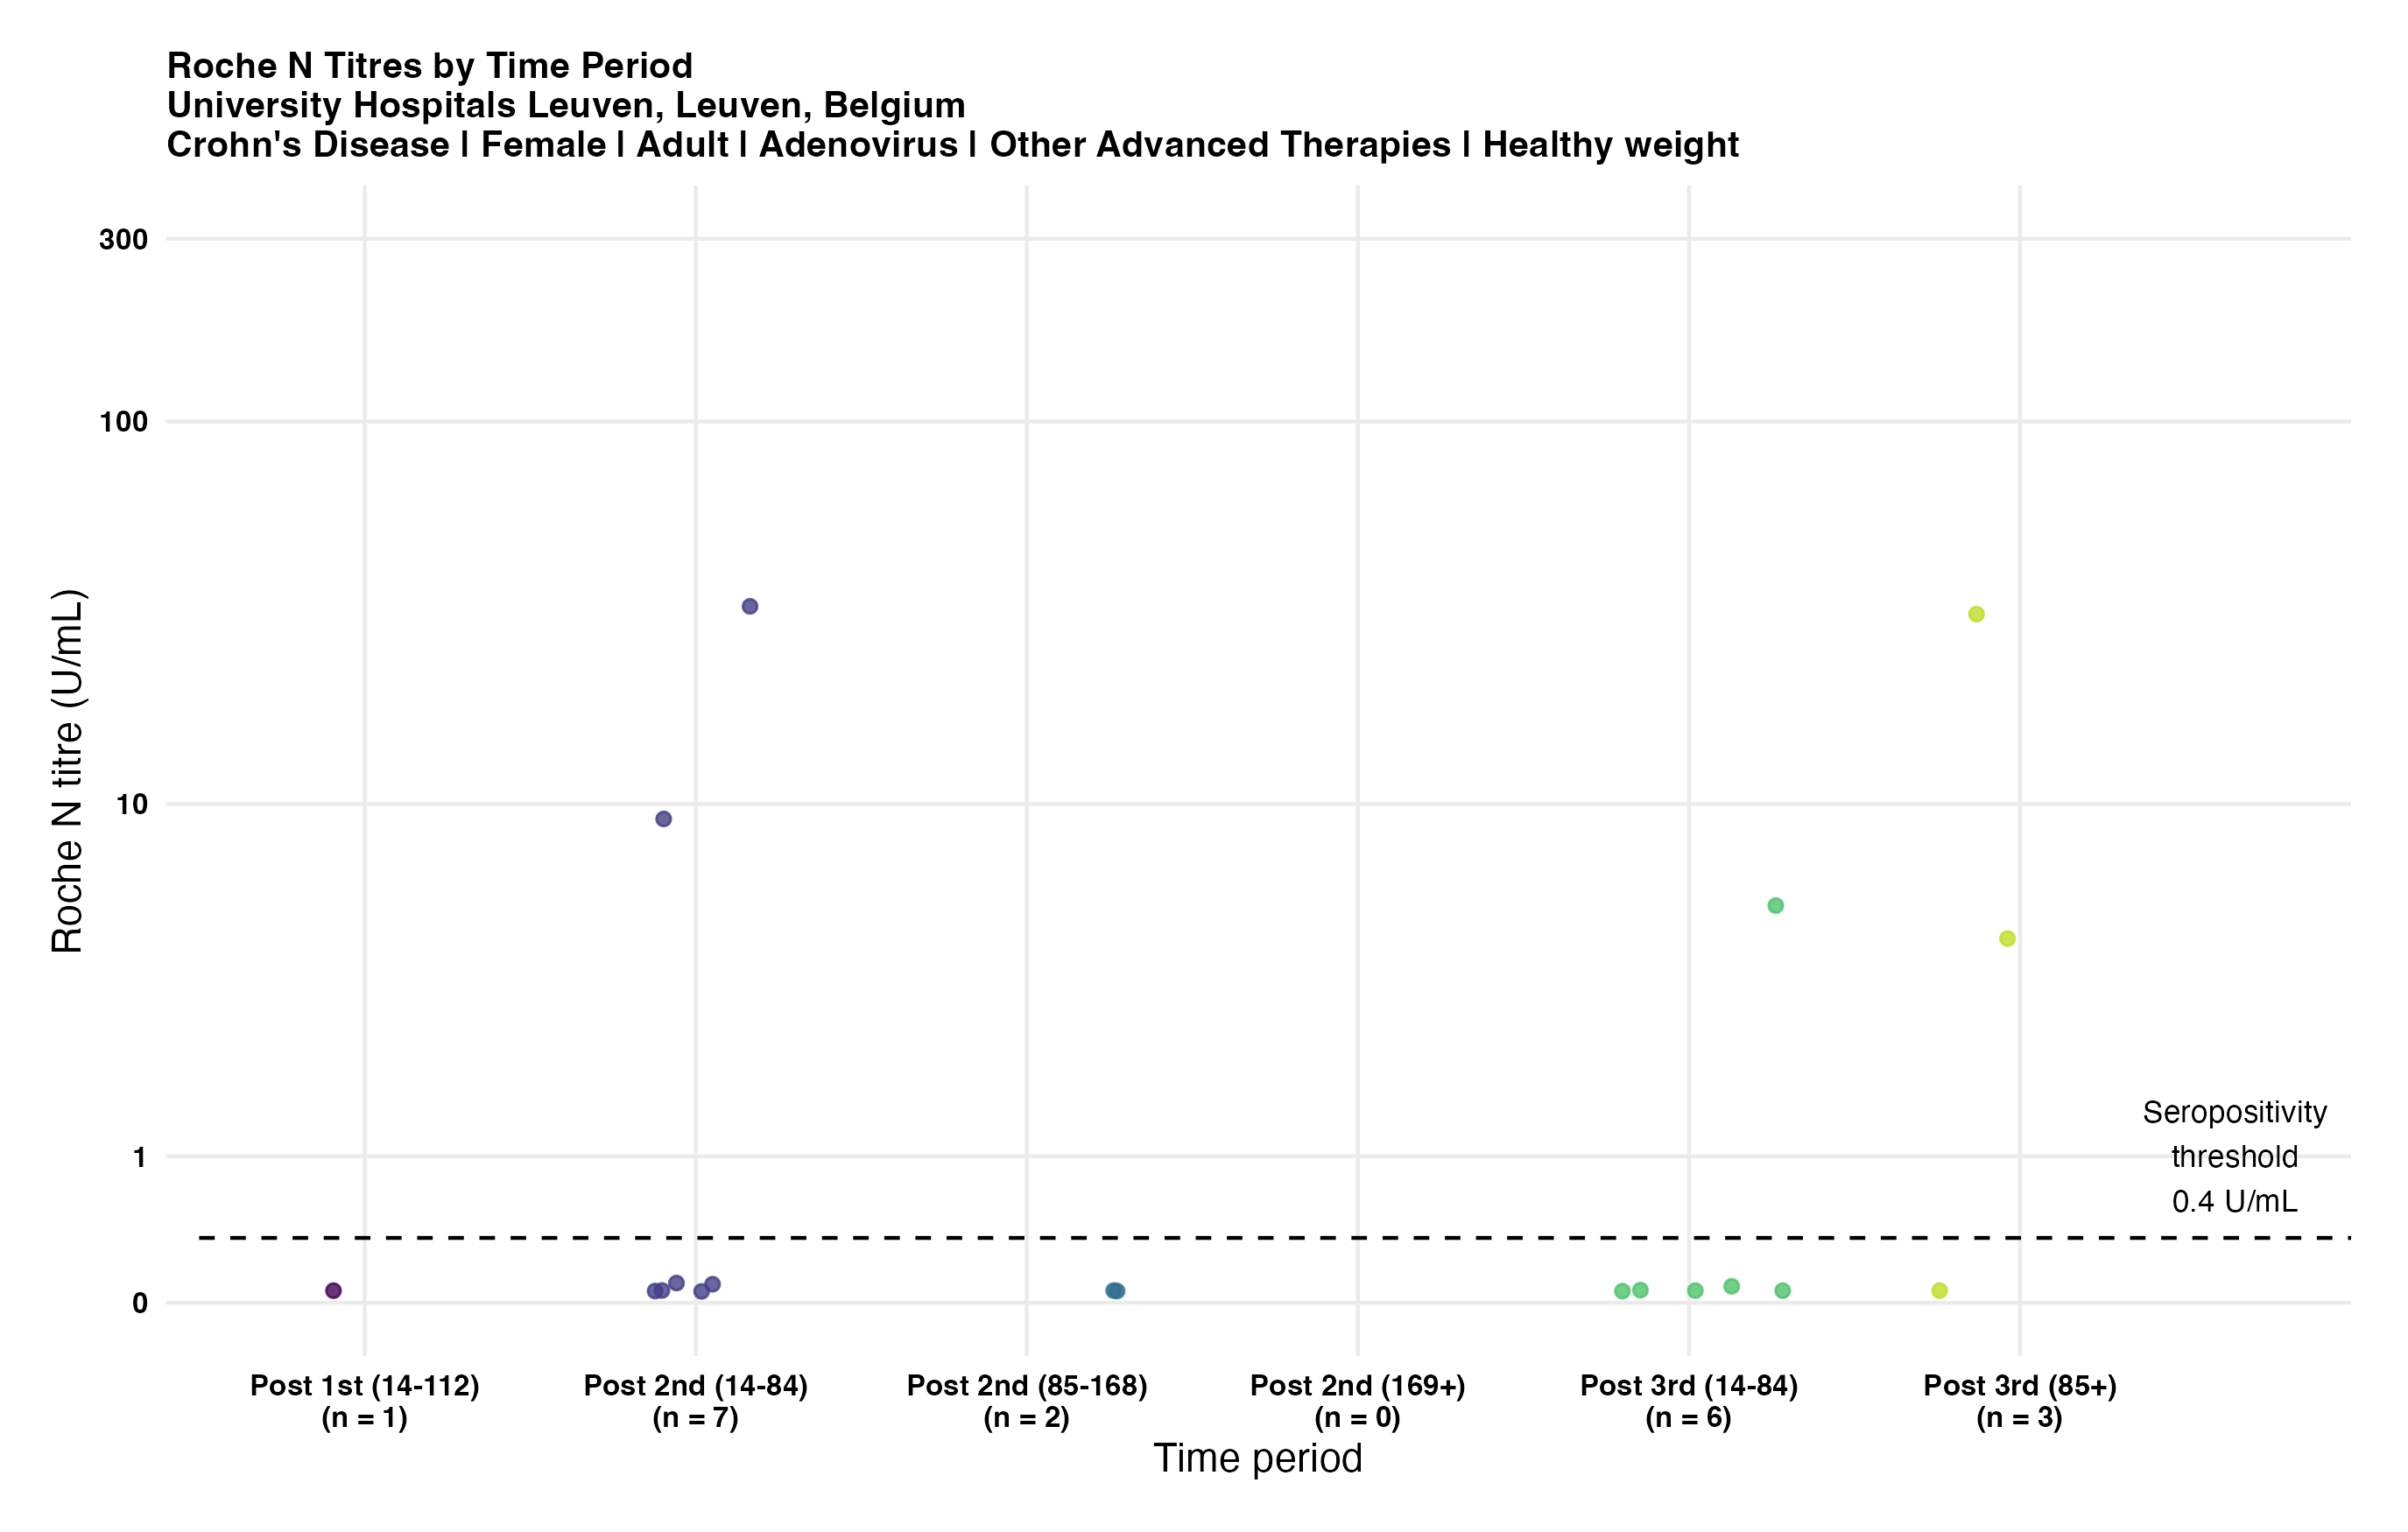 Roche N Titres by Time Period
University Hospitals Leuven, Leuven, Belgium
Crohn's Disease | Female | Adult | Adenovirus | Other Advanced Therapies | Healthy weight
Roche N titre (U/mL)
300
100
10
1
0
Seropositivity
threshold
0.4 U/mL
Post 1st (14-112)
(n = 1)
Post 2nd (14-84)
(n = 7)
Post 2nd (85-168)
(n = 2)
Post 2nd (169+)
(n = 0)
Post 3rd (14-84)
(n = 6)
Post 3rd (85+)
(n = 3)
Time period